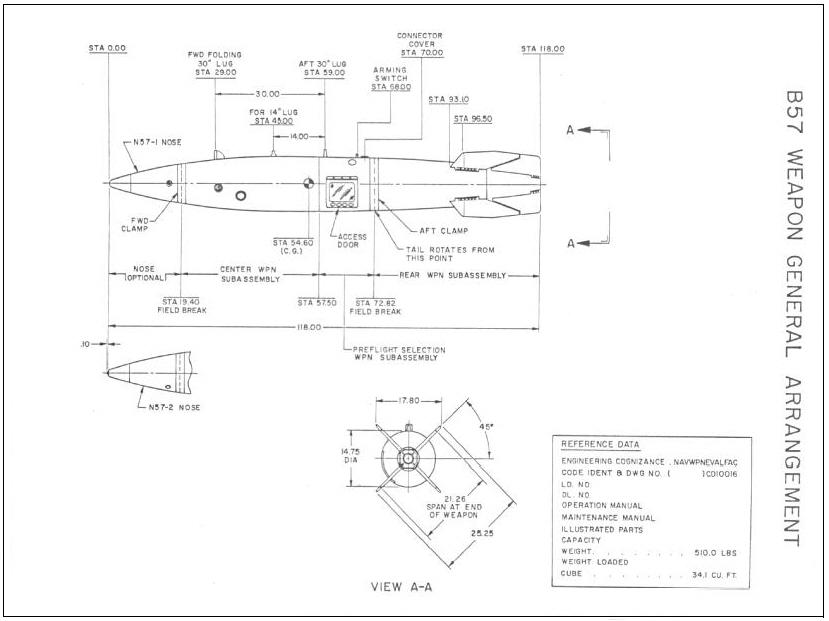 B57 WEAPON GENERAL ARRANGEMENT
STA 0.00
FWD FOLDING
30" LUG
STA 29.00
AFT 30" LUG
STA 59.00
CONNECTOR
COVER
STA 70.00
ARMING
SWITCH
STA 68.00
STA 118.00
30.00
FOR 14" LUG
STA 45.00
14.00
STA 93.10
STA 96.50
N57-1 NOSE
A
FWD
CLAMP
STA 54.60
(C.G.)
ACCESS
DOOR
AFT CLAMP
TAIL ROTATES FROM
THIS POINT
A
NOSE
(OPTIONAL)
CENTER WPN
SUBASSEMBLY
REAR WPN SUBASSEMBLY
STA 19.40
FIELD BREAK
STA 57.50
STA 72.82
FIELD BREAK
118.00
.10
PREFLIGHT SELECTION
WPN SUBASSEMBLY
N57-2 NOSE
17.80
45°
14.75
DIA
21.26
SPAN AT END
OF WEAPON
25.25
VIEW A-A
REFERENCE DATA
ENGINEERING COGNIZANCE . NAVWPNEVALFAC
CODE IDENT & DWG NO. ( )C010016
LD. NO.
DL. NO.
OPERATION MANUAL
MAINTENANCE MANUAL
ILLUSTRATED PARTS
CAPACITY
WEIGHT. . . . . . . 510.0 LBS
WEIGHT LOADED
CUBE . . . . . . . 34.1 CU. FT.